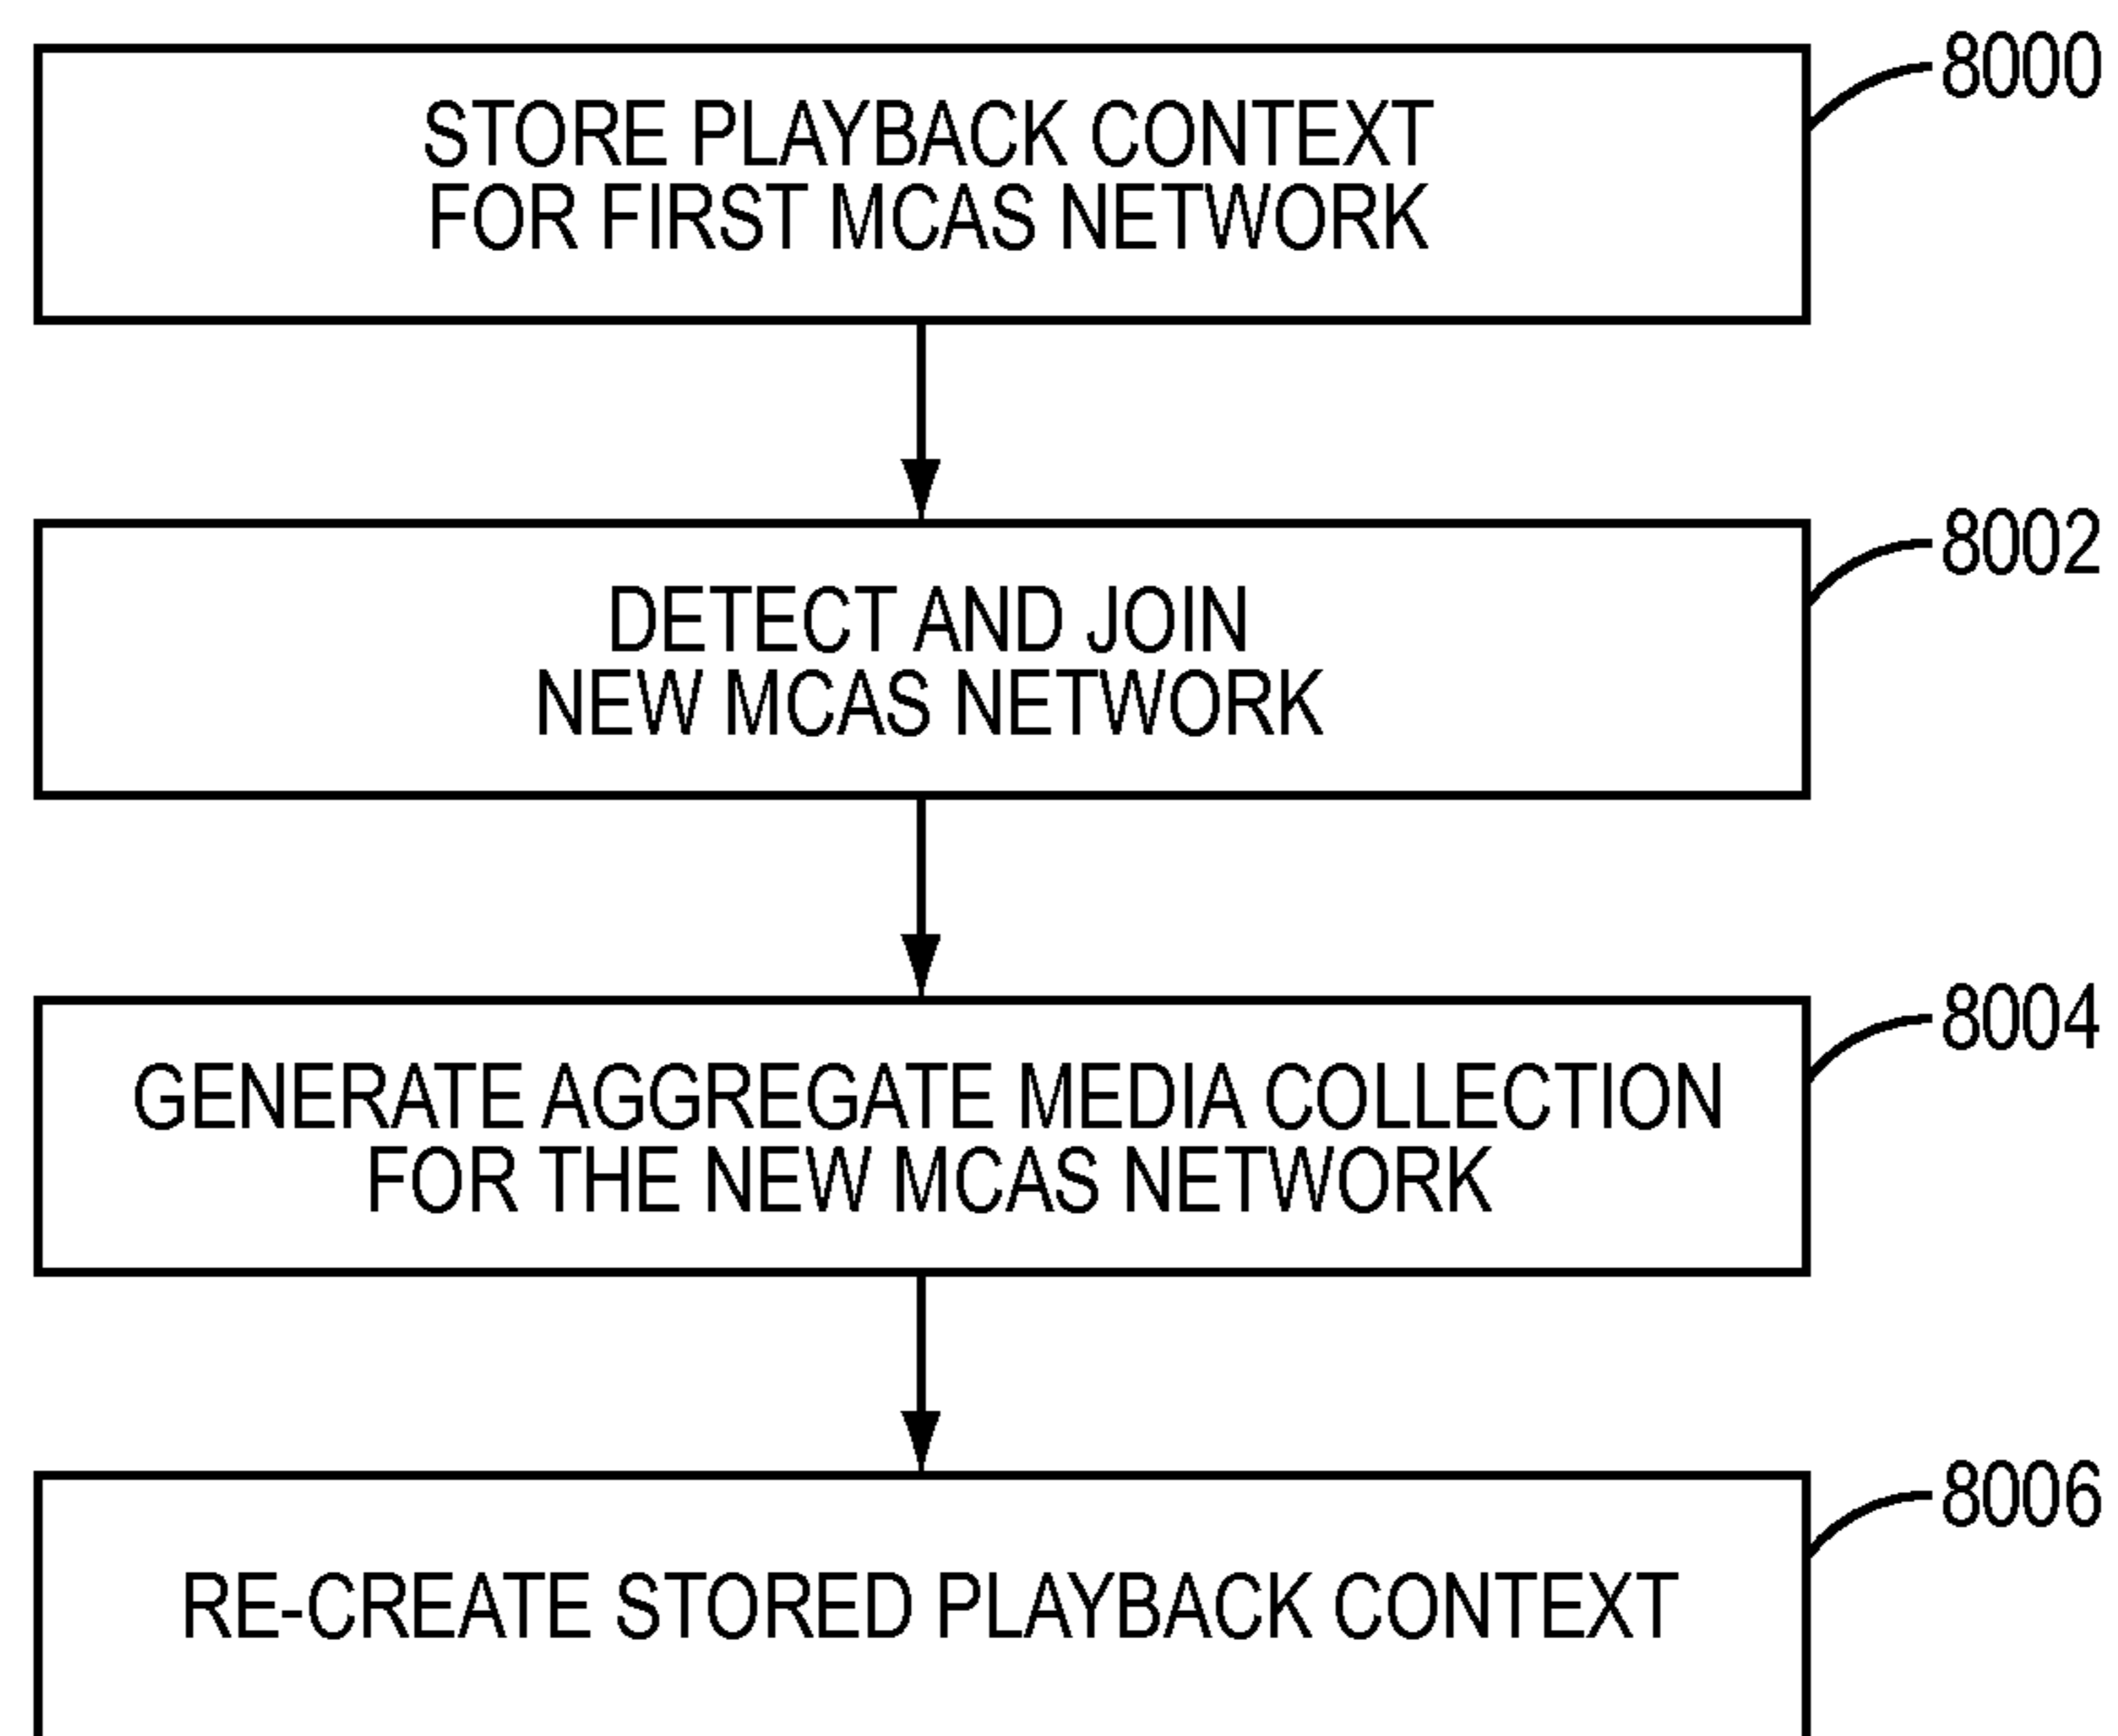 8000
STORE PLAYBACK CONTEXT
FOR FIRST MCAS NETWORK
8002
DETECT AND JOIN
NEW MCAS NETWORK
8004
GENERATE AGGREGATE MEDIA COLLECTION
FOR THE NEW MCAS NETWORK
8006
RE-CREATE STORED PLAYBACK CONTEXT